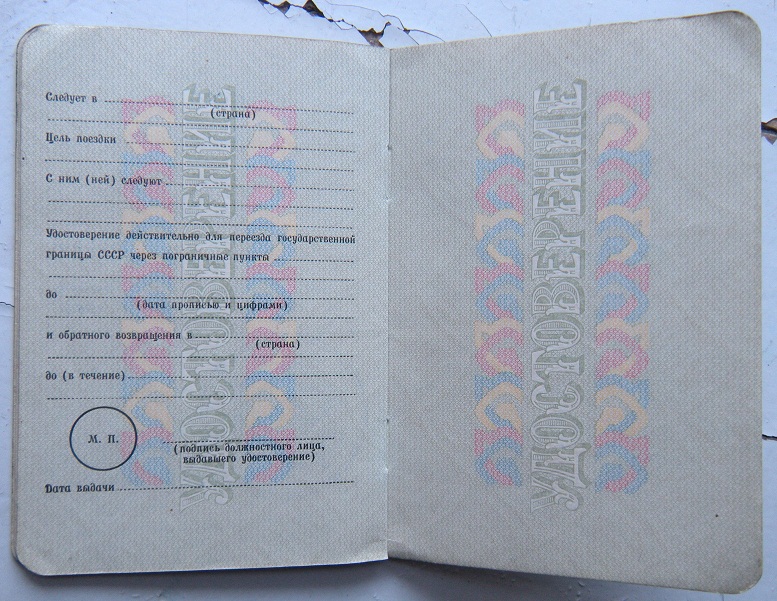 Следует в
(страна)
Цель поездки
С ним (ней) следуют
Удостоверение действительно для переезда государственной
границы СССР через пограничные пункты
до
(дата прописью и цифрами)
и обратного возвращения в
(страна)
до (в течение)
М. П.
(подпись должностного лица,
выдавшего удостоверение)
Дата выдачи
УДОСТОВЕРЕНИЕ
УДОСТОВЕРЕНИЕ